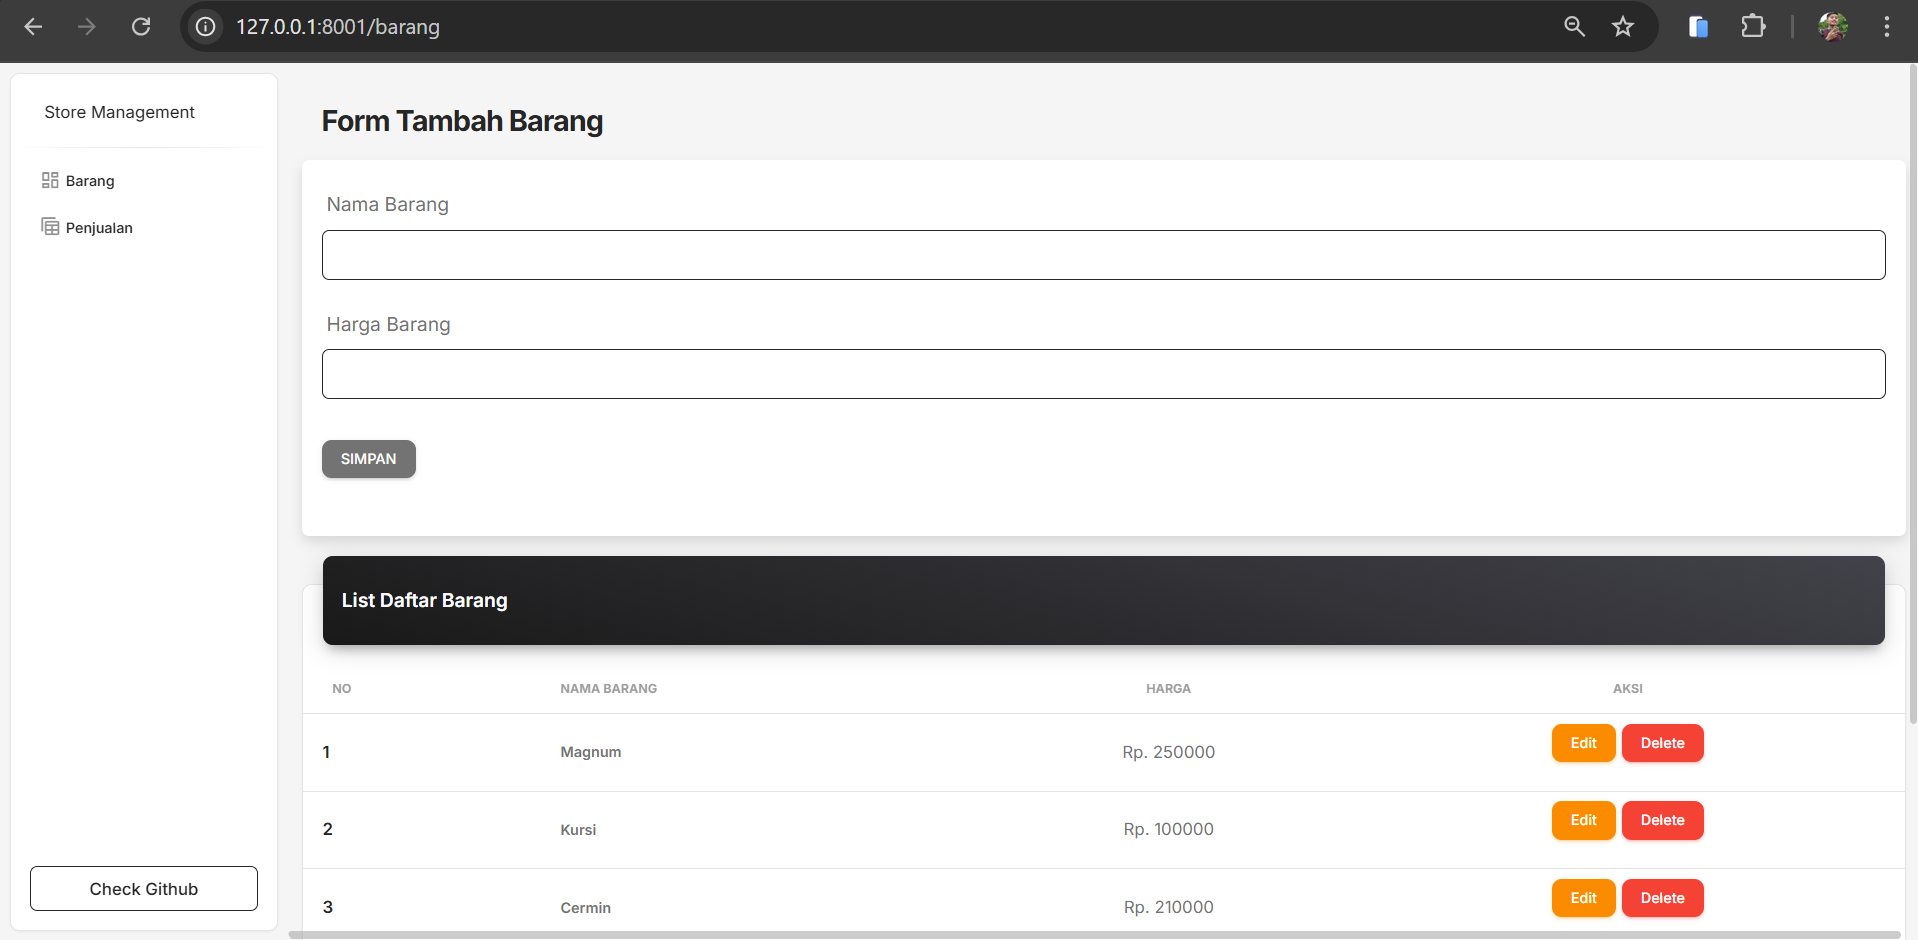 127.0.0.1:8001/barang
Store Management
Barang
Penjualan
Check Github
Form Tambah Barang
Nama Barang
Harga Barang
SIMPAN
List Daftar Barang
NO NAMA BARANG HARGA AKSI
1 Magnum Rp. 250000 Edit Delete
2 Kursi Rp. 100000 Edit Delete
3 Cermin Rp. 210000 Edit Delete